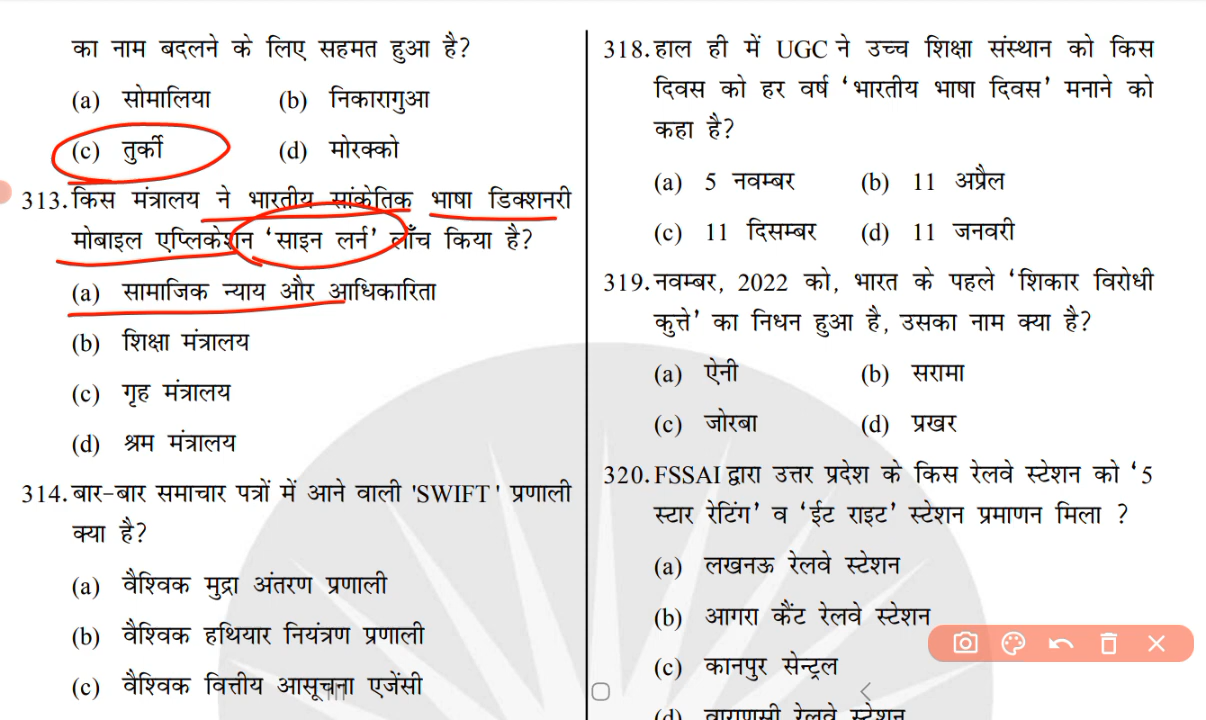 का नाम बदलने के लिए सहमत हुआ है?
(a) सोमालिया (b) निकारागुआ
(c) तुर्की (d) मोरक्को
313. किस मंत्रालय ने भारतीय सांकेतिक भाषा डिक्शनरी
मोबाइल एप्लिकेशन ‘साइन लर्न’ लॉंच किया है?
(a) सामाजिक न्याय और आधिकारिता
(b) शिक्षा मंत्रालय
(c) गृह मंत्रालय
(d) श्रम मंत्रालय
314. बार-बार समाचार पत्रों में आने वाली 'SWIFT' प्रणाली
क्या है?
(a) वैश्विक मुद्रा अंतरण प्रणाली
(b) वैश्विक हथियार नियंत्रण प्रणाली
(c) वैश्विक वित्तीय आसूचना एजेंसी
318. हाल ही में UGC ने उच्च शिक्षा संस्थान को किस
दिवस को हर वर्ष ‘भारतीय भाषा दिवस’ मनाने को
कहा है?
(a) 5 नवम्बर (b) 11 अप्रैल
(c) 11 दिसम्बर (d) 11 जनवरी
319. नवम्बर, 2022 को, भारत के पहले ‘शिकार विरोधी
कुत्ते’ का निधन हुआ है, उसका नाम क्या है?
(a) ऐनी (b) सरामा
(c) जोरबा (d) प्रखर
320. FSSAI द्वारा उत्तर प्रदेश के किस रेलवे स्टेशन को ‘5
स्टार रेटिंग’ व ‘ईट राइट’ स्टेशन प्रमाणन मिला ?
(a) लखनऊ रेलवे स्टेशन
(b) आगरा कैंट रेलवे स्टेशन
(c) कानपुर सेन्ट्रल
(d) वाराणसी रेलवे स्टेशन